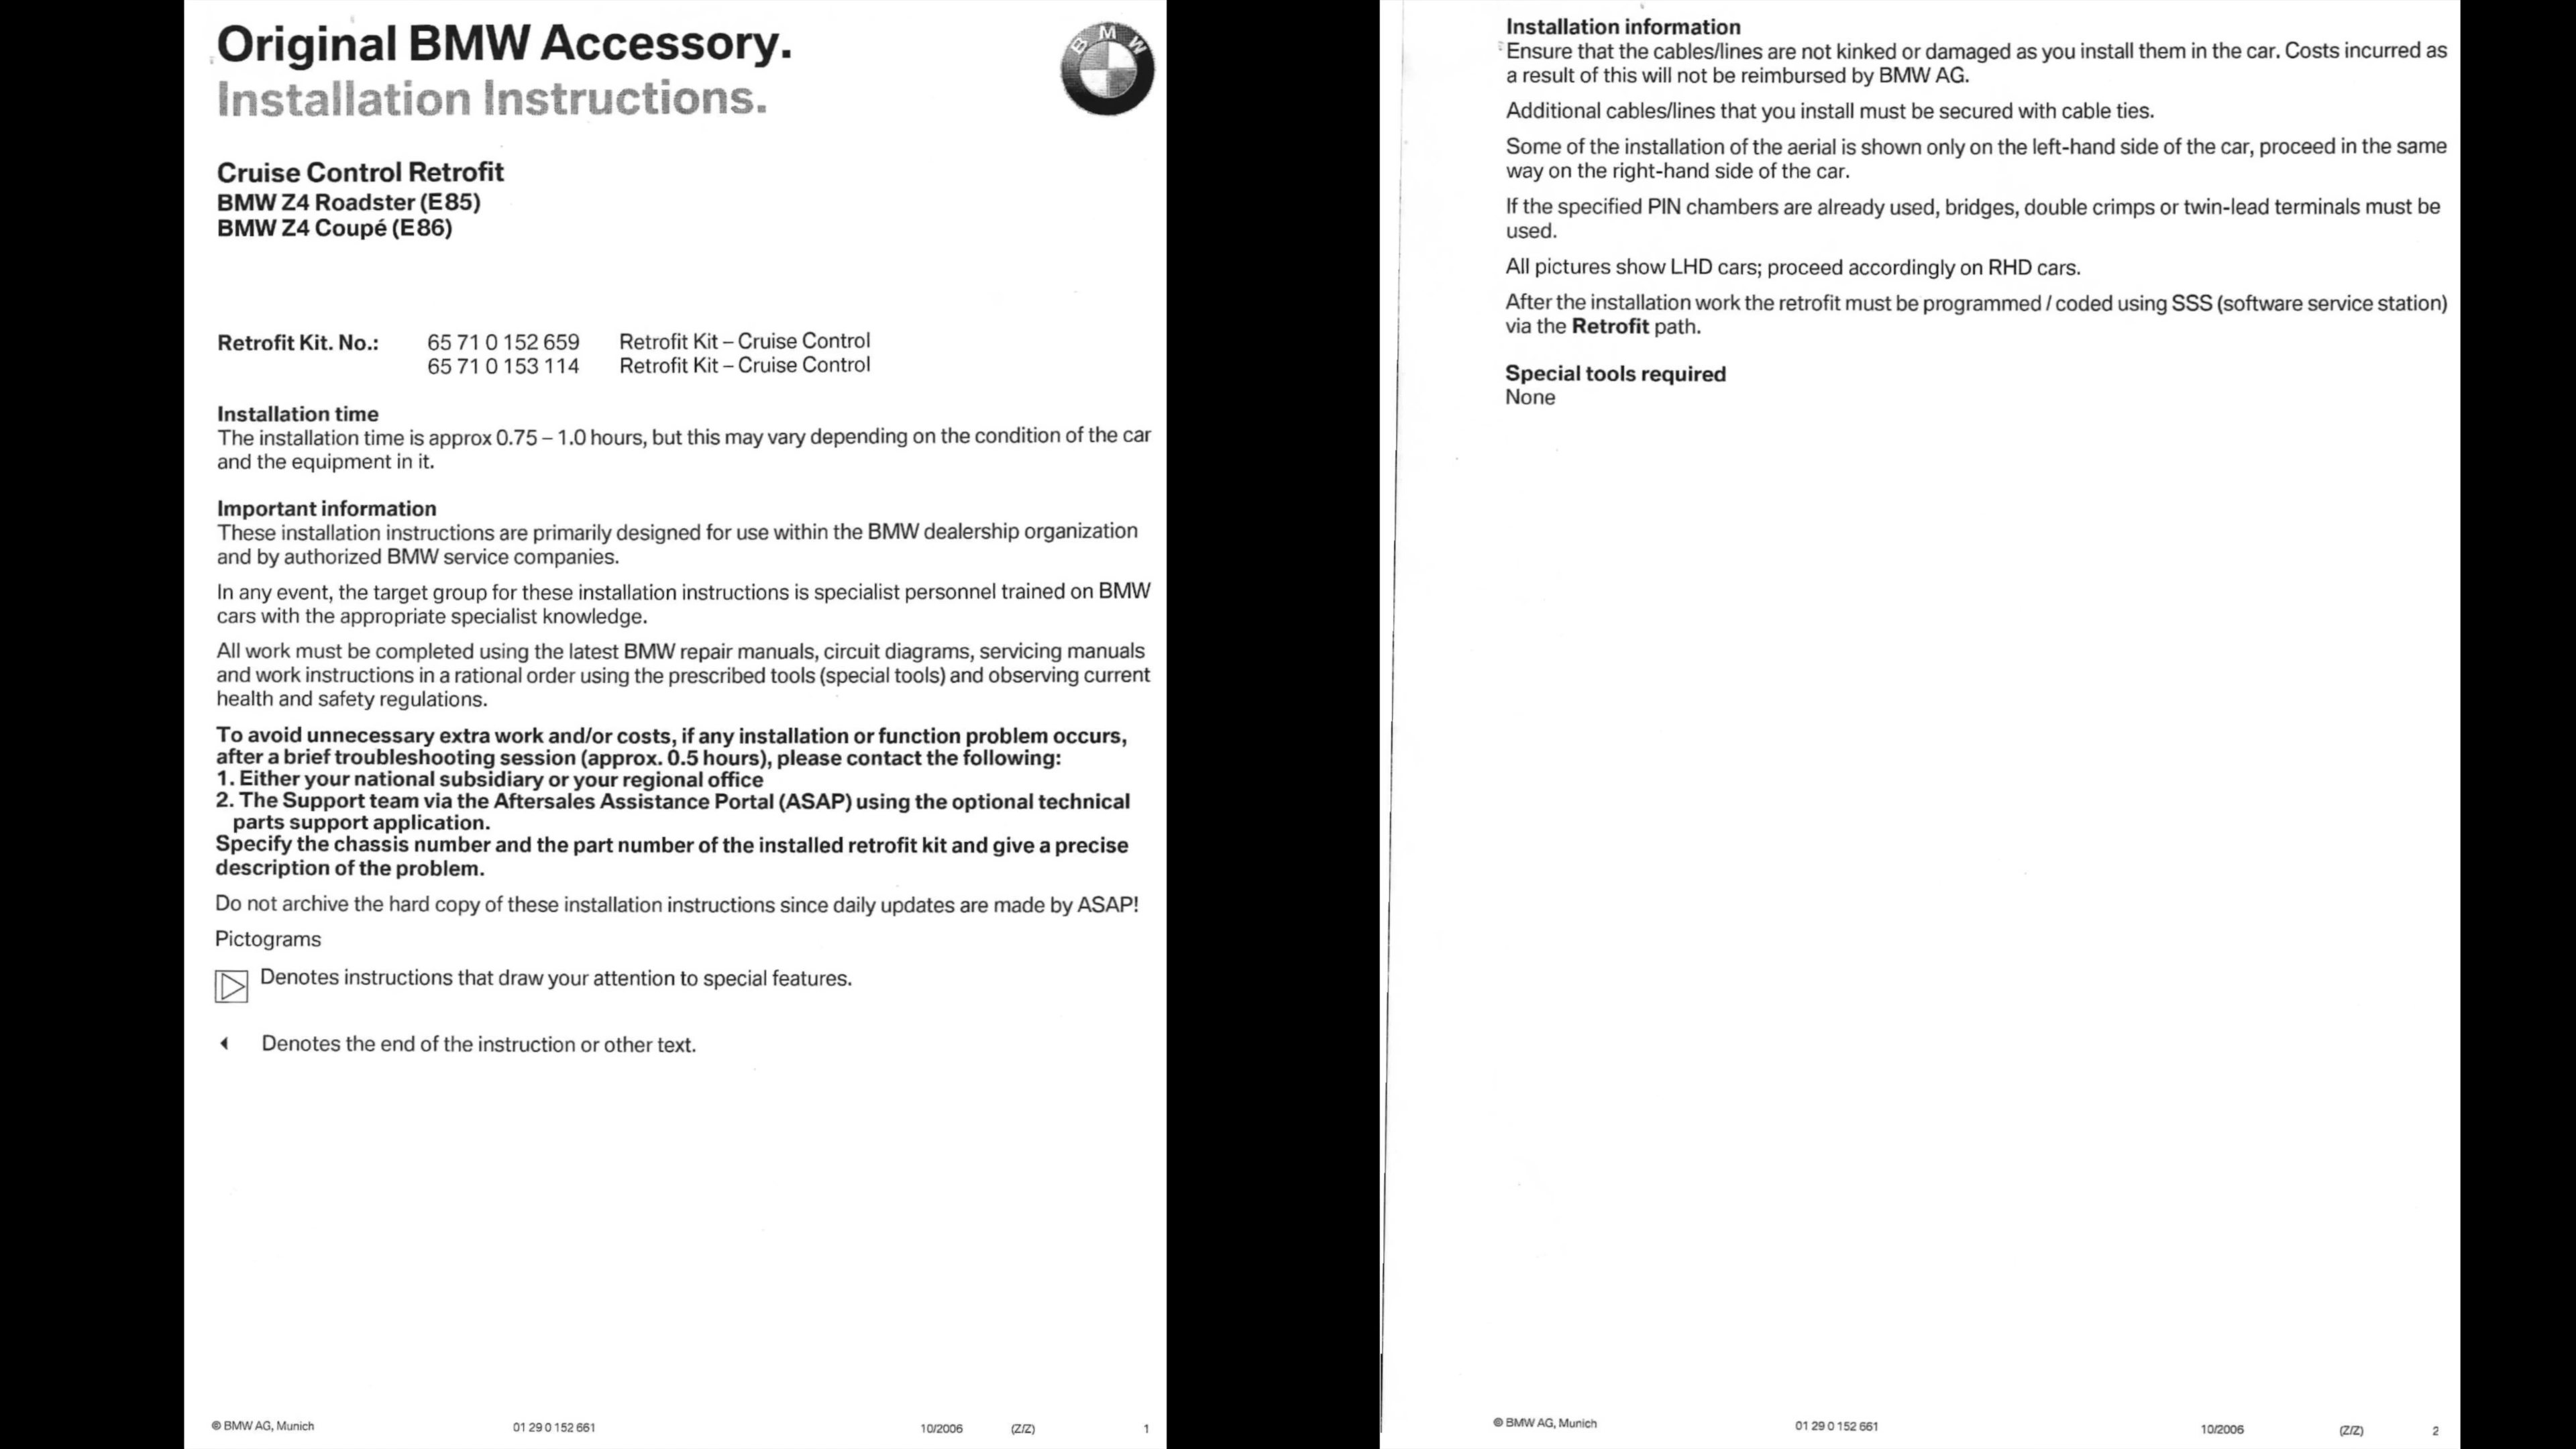 Original BMW Accessory.
Installation Instructions.
BMW
Cruise Control Retrofit
BMW Z4 Roadster (E85)
BMW Z4 Coupé (E86)
Retrofit Kit. No.: 65 71 0 152 659 Retrofit Kit – Cruise Control
65 71 0 153 114 Retrofit Kit – Cruise Control
Installation time
The installation time is approx 0.75 – 1.0 hours, but this may vary depending on the condition of the car
and the equipment in it.
Important information
These installation instructions are primarily designed for use within the BMW dealership organization
and by authorized BMW service companies.
In any event, the target group for these installation instructions is specialist personnel trained on BMW
cars with the appropriate specialist knowledge.
All work must be completed using the latest BMW repair manuals, circuit diagrams, servicing manuals
and work instructions in a rational order using the prescribed tools (special tools) and observing current
health and safety regulations.
To avoid unnecessary extra work and/or costs, if any installation or function problem occurs,
after a brief troubleshooting session (approx. 0.5 hours), please contact the following:
1. Either your national subsidiary or your regional office
2. The Support team via the Aftersales Assistance Portal (ASAP) using the optional technical
parts support application.
Specify the chassis number and the part number of the installed retrofit kit and give a precise
description of the problem.
Do not archive the hard copy of these installation instructions since daily updates are made by ASAP!
Pictograms
Denotes instructions that draw your attention to special features.
Denotes the end of the instruction or other text.
© BMW AG, Munich 01 29 0 152 661 10/2006 (Z/Z) 1
Installation information
Ensure that the cables/lines are not kinked or damaged as you install them in the car. Costs incurred as
a result of this will not be reimbursed by BMW AG.
Additional cables/lines that you install must be secured with cable ties.
Some of the installation of the aerial is shown only on the left-hand side of the car, proceed in the same
way on the right-hand side of the car.
If the specified PIN chambers are already used, bridges, double crimps or twin-lead terminals must be
used.
All pictures show LHD cars; proceed accordingly on RHD cars.
After the installation work the retrofit must be programmed / coded using SSS (software service station)
via the Retrofit path.
Special tools required
None
© BMW AG, Munich 01 29 0 152 661 10/2006 (Z/Z) 2